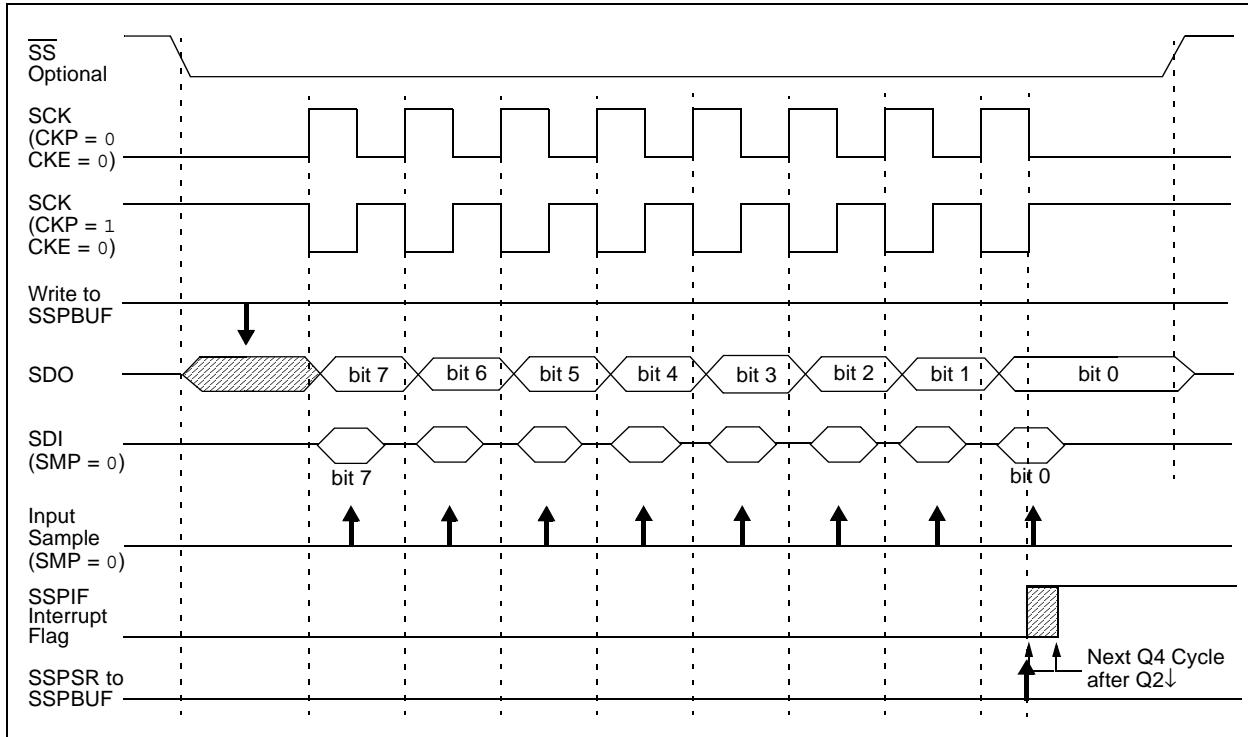 SS
Optional
SCK
(CKP = 0
CKE = 0)
SCK
(CKP = 1
CKE = 0)
Write to
SSPBUF
SDO
bit 7
bit 6
bit 5
bit 4
bit 3
bit 2
bit 1
bit 0
SDI
(SMP = 0)
bit 7
bit 0
Input
Sample
(SMP = 0)
SSPIF
Interrupt
Flag
Next Q4 Cycle
after Q2↓
SSPSR to
SSPBUF